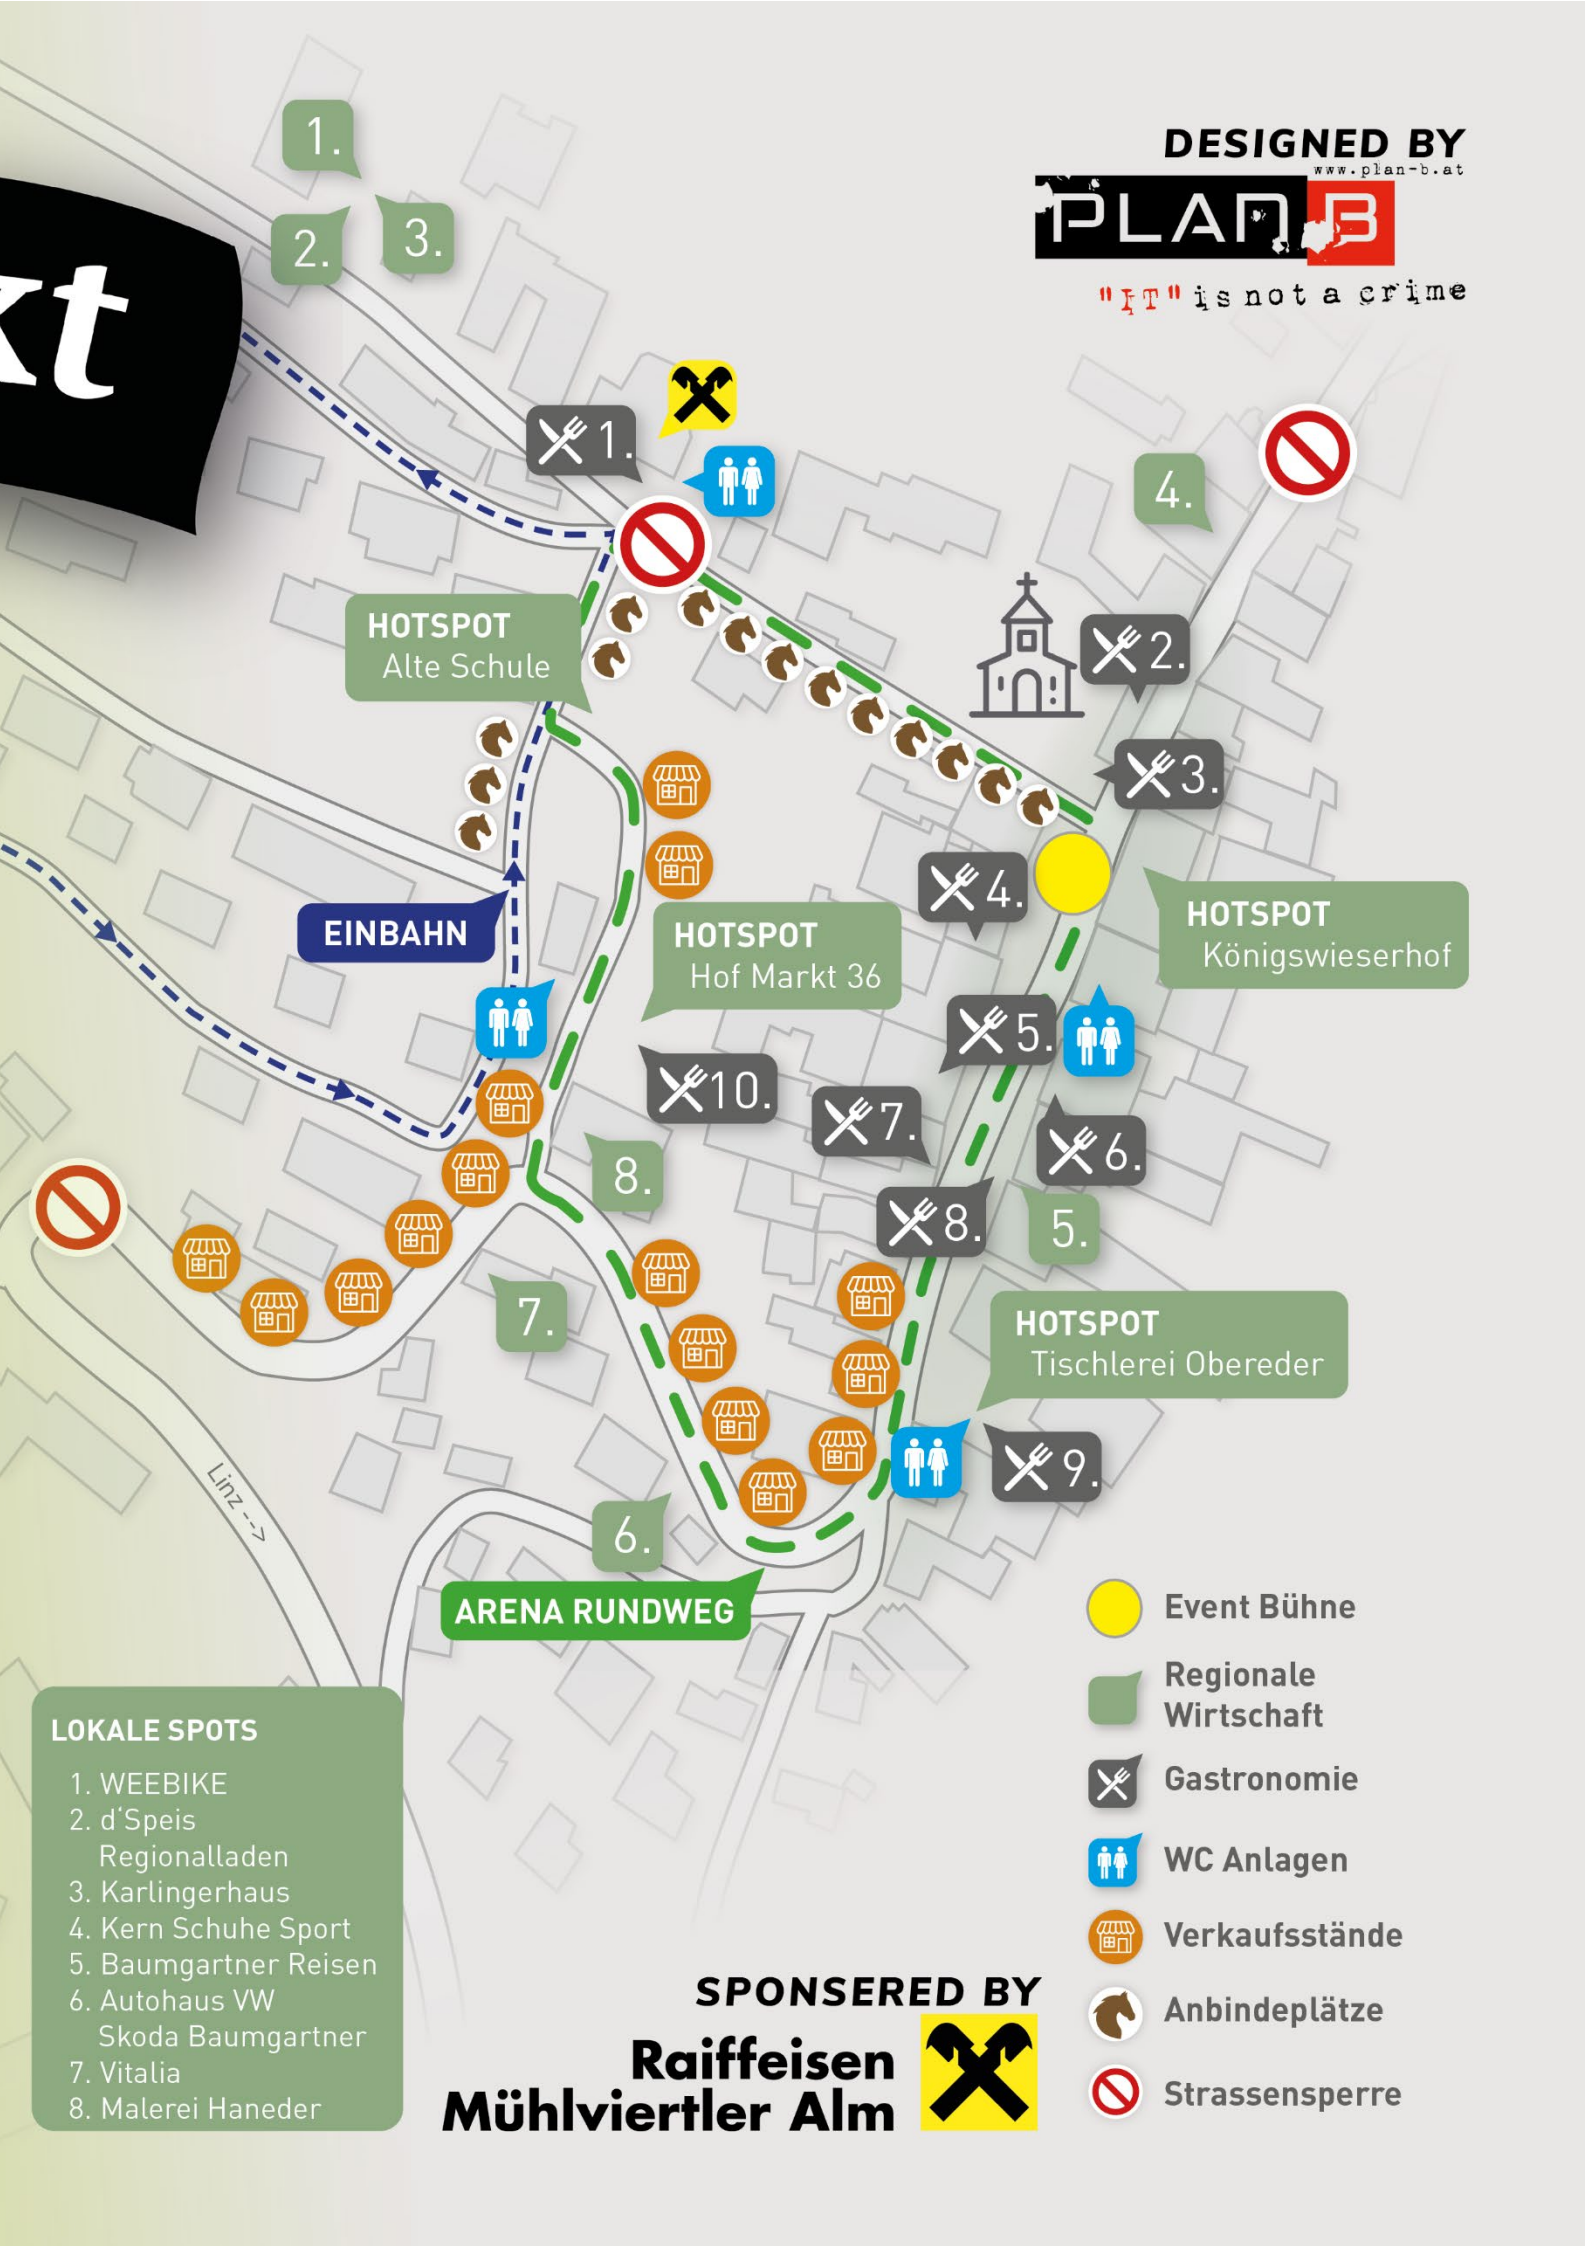 1.
2.
3.
kt
DESIGNED BY
www.plan-b.at
PLAN B
"IT" is not a crime
1.
4.
HOTSPOT
Alte Schule
2.
3.
4.
HOTSPOT
Königswieserhof
EINBAHN
HOTSPOT
Hof Markt 36
5.
10.
7.
6.
8.
8.
5.
7.
HOTSPOT
Tischlerei Obereder
9.
Linz -->
6.
ARENA RUNDWEG
Event Bühne
Regionale
Wirtschaft
Gastronomie
WC Anlagen
Verkaufsstände
Anbindeplätze
Strassensperre
LOKALE SPOTS
1. WEEBIKE
2. d'Speis
Regionalladen
3. Karlingerhaus
4. Kern Schuhe Sport
5. Baumgartner Reisen
6. Autohaus VW
Skoda Baumgartner
7. Vitalia
8. Malerei Haneder
SPONSERED BY
Raiffeisen
Mühlviertler Alm